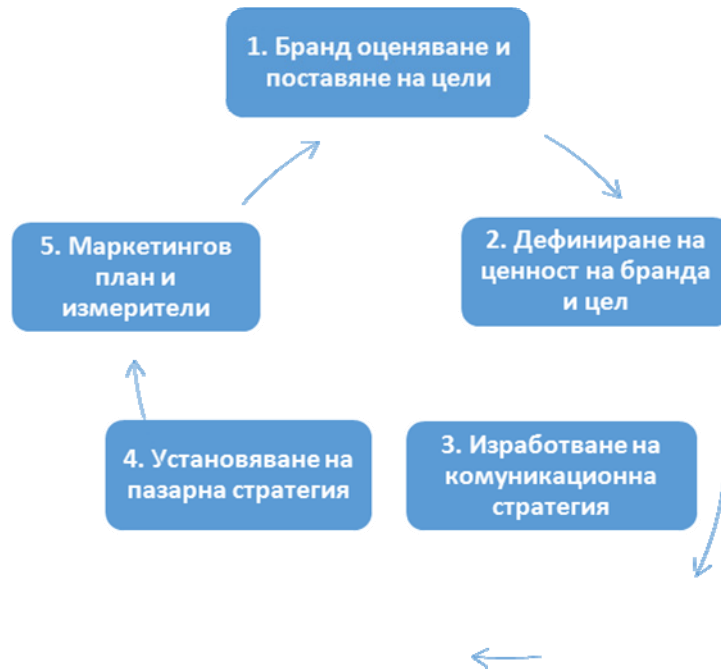 1. Бранд оценяване и
поставяне на цели
2. Дефиниране на
ценност на бранда
и цел
3. Изработване на
комуникационна
стратегия
4. Установяване на
пазарна стратегия
5. Маркетингов
план и
измерители